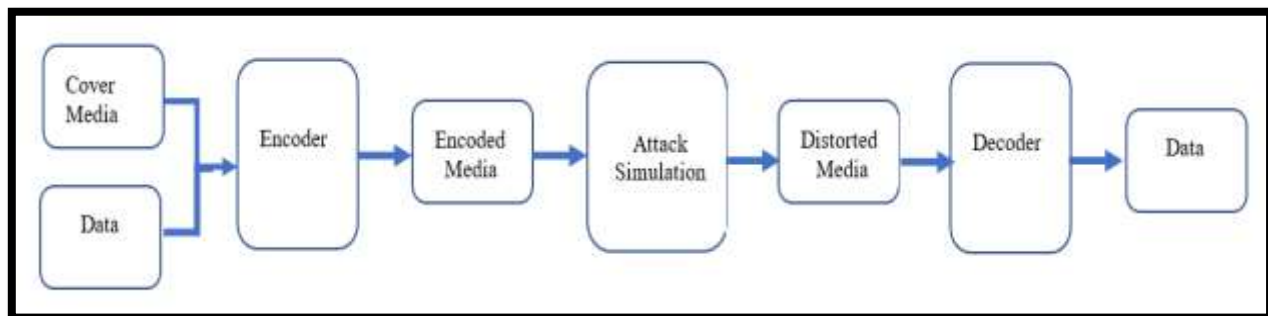 Cover
Media
Data
Encoder
Encoded
Media
Attack
Simulation
Distorted
Media
Decoder
Data